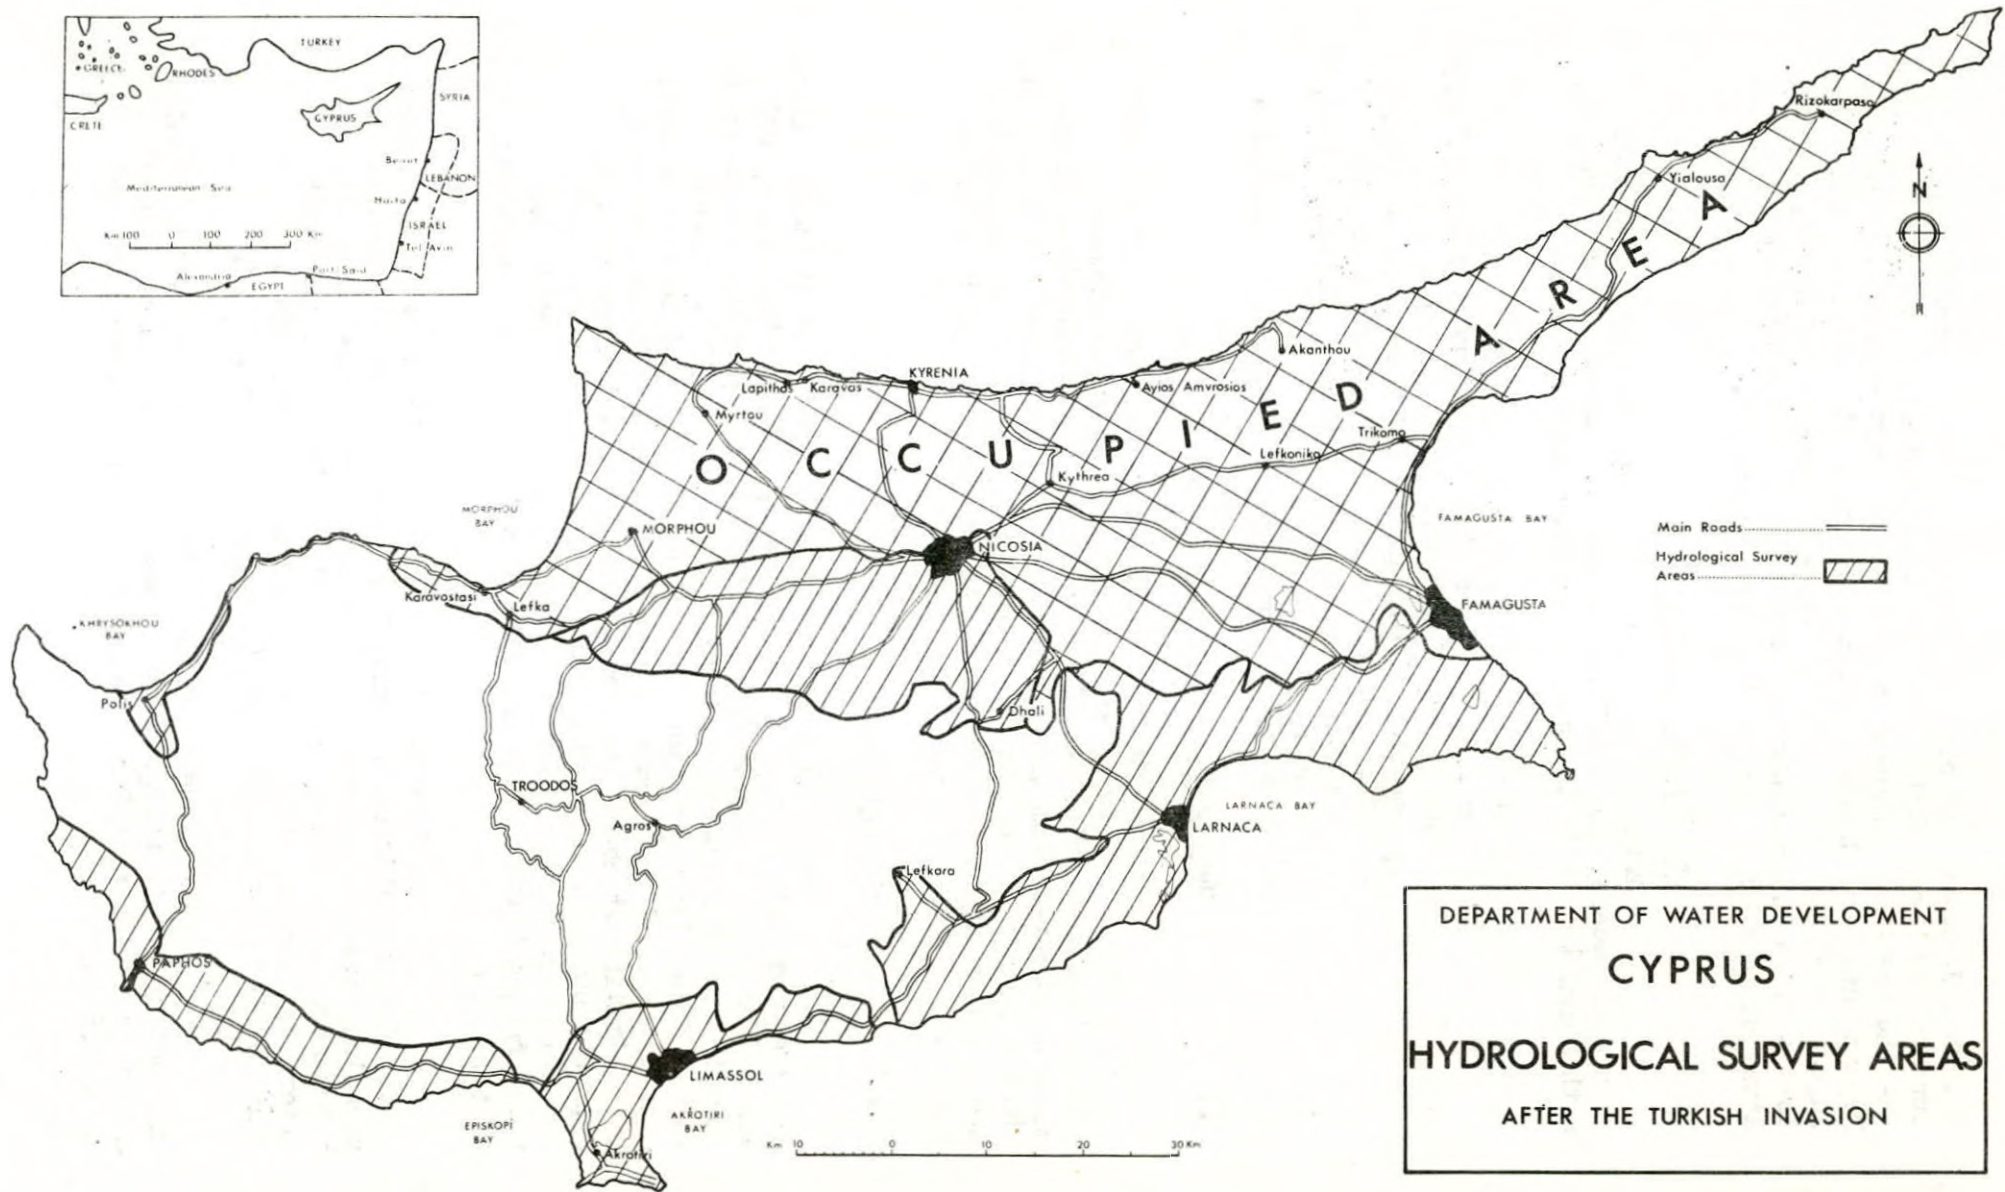 TURKEY
GREECE
RHODES
SYRIA
CYPRUS
CRETE
Beirut
LEBANON
Mediterranean Sea
Haifa
ISRAEL
Km 100 0 100 200 300 Km
Tel Aviv
Alexandria
Port Said
EGYPT
Rizokarpaso
Yialousa
N
OCCUPIED AREA
Akanthou
KYRENIA
Lapithos
Karavas
Ayios Amvrosios
Myrtou
Trikomo
Lefkoniko
Kythrea
MORPHOU
BAY
MORPHOU
FAMAGUSTA BAY
NICOSIA
Main Roads
Hydrological Survey
Areas
Karavostasi
Lefka
FAMAGUSTA
KHRYSOKHOU
BAY
Polis
Dhali
TROODOS
Agros
LARNACA BAY
LARNACA
Lefkara
PAPHOS
LIMASSOL
EPISKOPI
BAY
AKROTIRI
BAY
Akrotiri
Km 10 0 10 20 30 Km
DEPARTMENT OF WATER DEVELOPMENT
CYPRUS
HYDROLOGICAL SURVEY AREAS
AFTER THE TURKISH INVASION